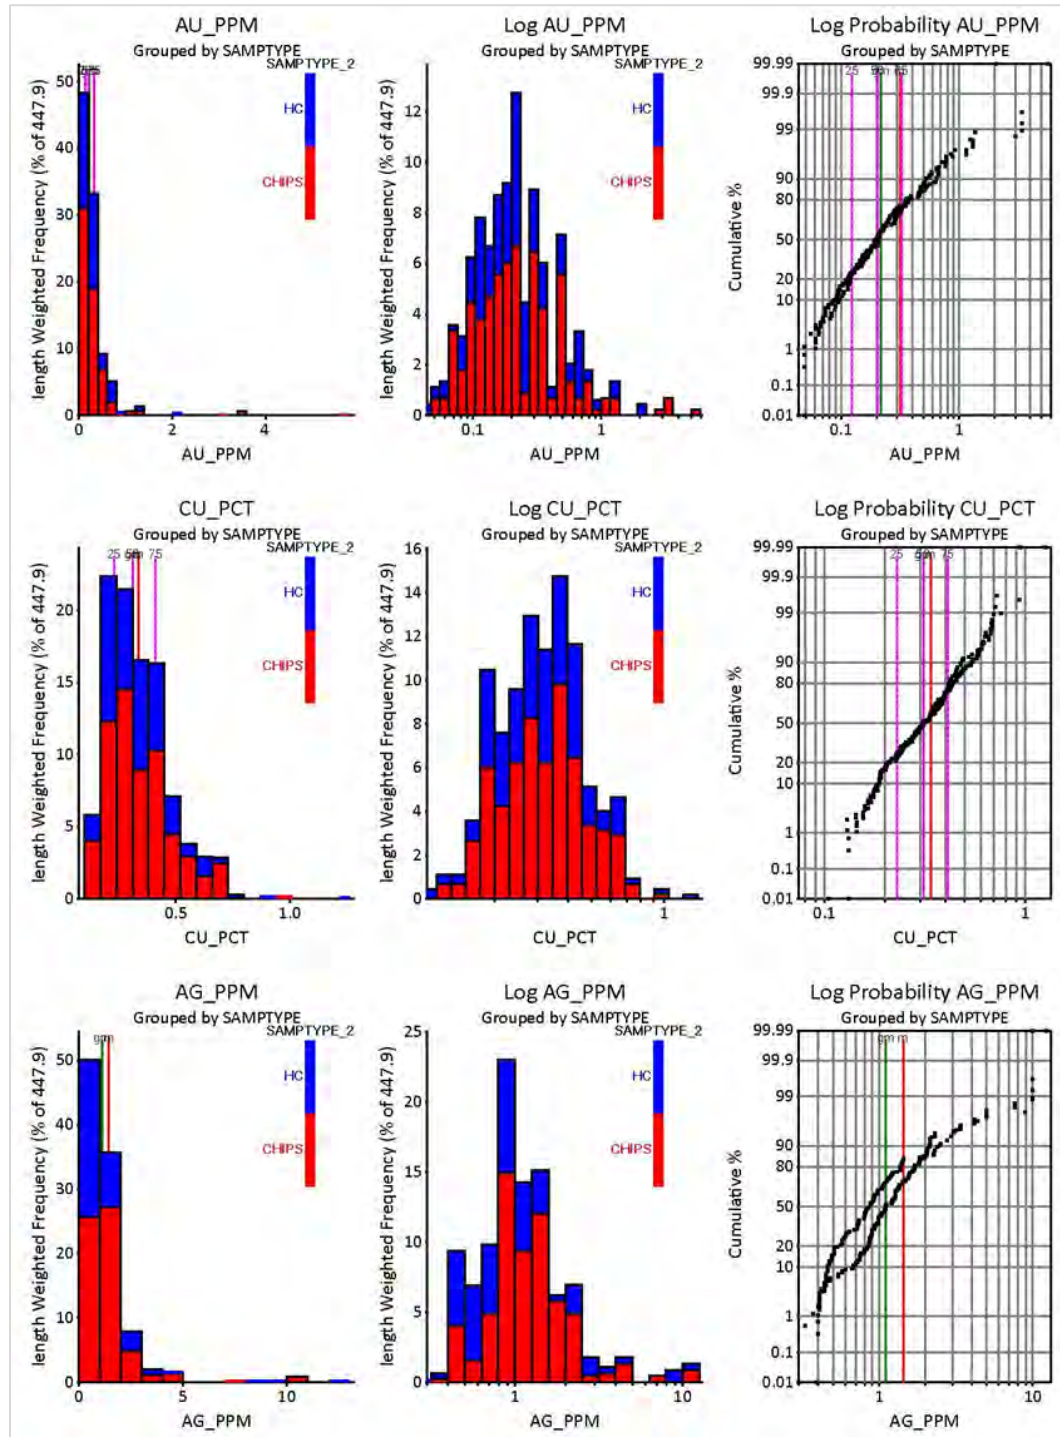 AU_PPM
Grouped by SAMPTYPE
SAMPTYPE_2
HC
CHIPS
length Weighted Frequency (% of 447.9)
50
40
30
20
10
0
0 2 4
AU_PPM
Log AU_PPM
Grouped by SAMPTYPE
SAMPTYPE_2
HC
CHIPS
length Weighted Frequency (% of 447.9)
12
10
8
6
4
2
0
0.1 1
AU_PPM
Log Probability AU_PPM
Grouped by SAMPTYPE
25 75
Cumulative %
99.99
99.9
99
90
80
50
20
10
1
0.1
0.01
0.1 1
AU_PPM
CU_PCT
Grouped by SAMPTYPE
SAMPTYPE_2
25 75
HC
CHIPS
length Weighted Frequency (% of 447.9)
20
15
10
5
0
0.5 1.0
CU_PCT
Log CU_PCT
Grouped by SAMPTYPE
SAMPTYPE_2
HC
CHIPS
length Weighted Frequency (% of 447.9)
16
14
12
10
8
6
4
2
0
1
CU_PCT
Log Probability CU_PCT
Grouped by SAMPTYPE
25 75
Cumulative %
99.99
99.9
99
90
80
50
20
10
1
0.1
0.01
0.1 1
CU_PCT
AG_PPM
Grouped by SAMPTYPE
SAMPTYPE_2
HC
CHIPS
length Weighted Frequency (% of 447.9)
50
40
30
20
10
0
0 5 10
AG_PPM
Log AG_PPM
Grouped by SAMPTYPE
SAMPTYPE_2
HC
CHIPS
length Weighted Frequency (% of 447.9)
25
20
15
10
5
0
1 10
AG_PPM
Log Probability AG_PPM
Grouped by SAMPTYPE
gm m
Cumulative %
99.99
99.9
99
90
80
50
20
10
1
0.1
0.01
1 10
AG_PPM